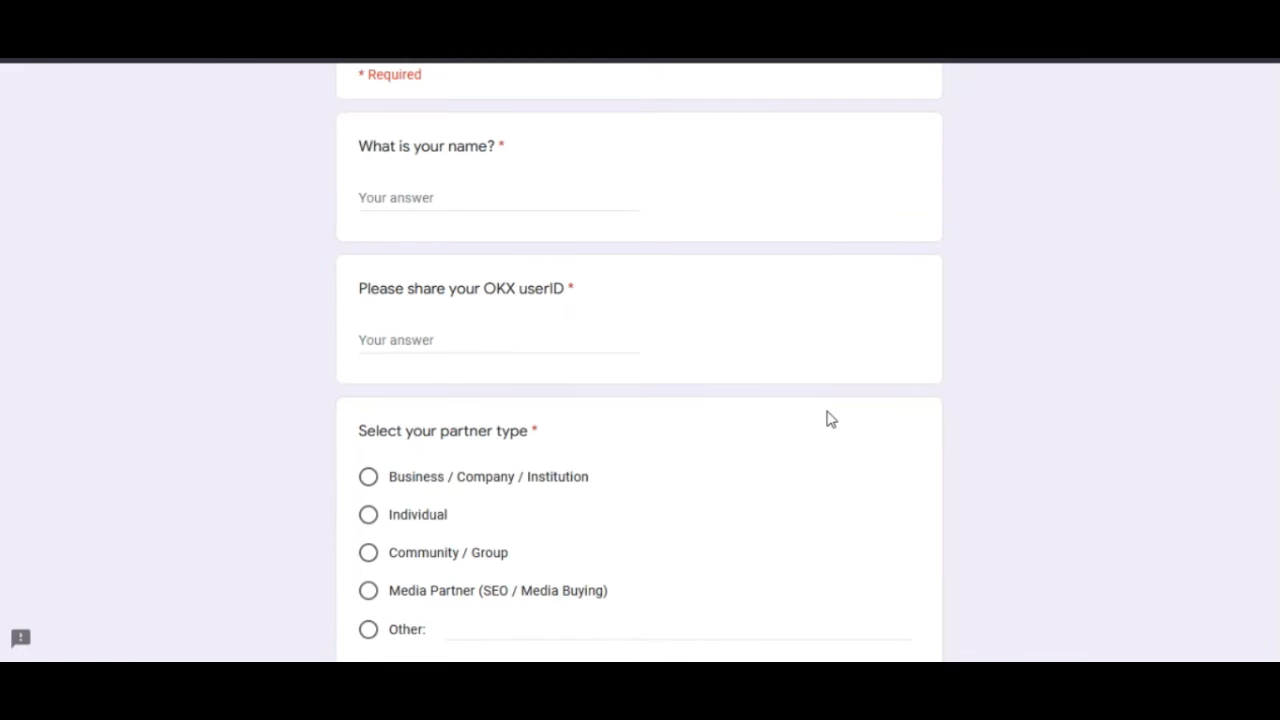 * Required
What is your name? *
Your answer
Please share your OKX userID *
Your answer
Select your partner type *
Business / Company / Institution
Individual
Community / Group
Media Partner (SEO / Media Buying)
Other: